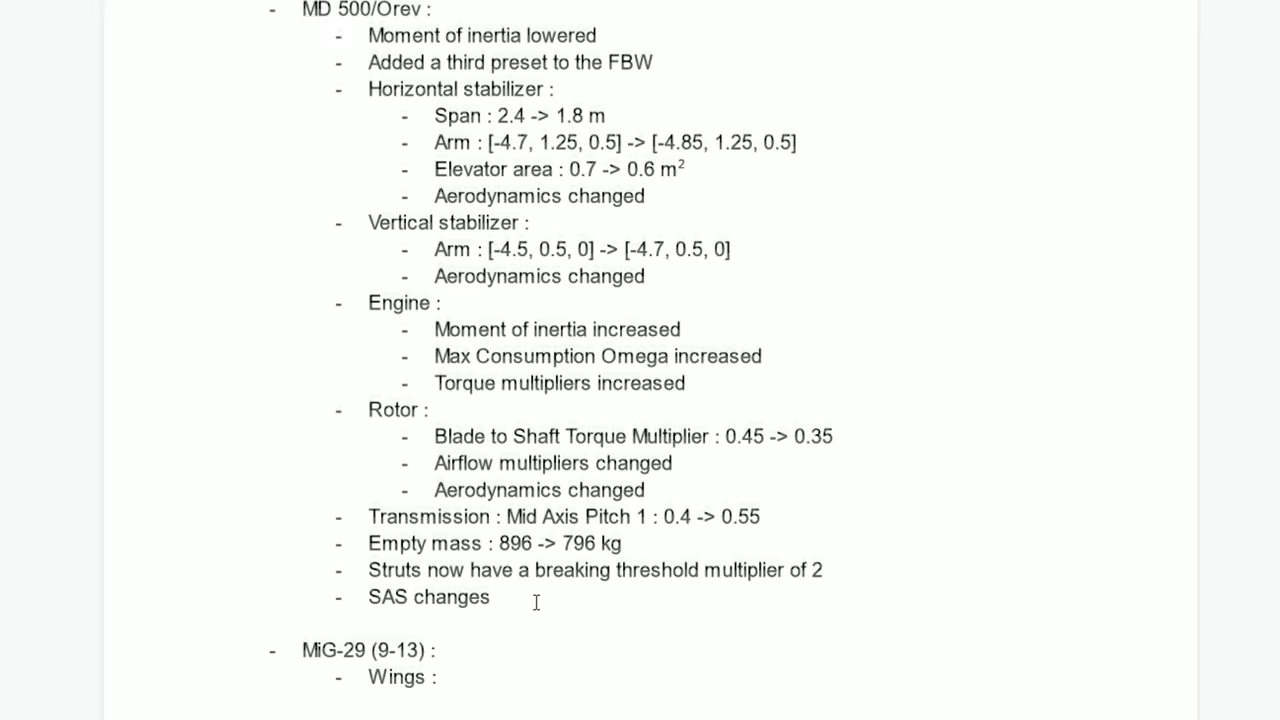 - MD 500/Orev :
- Moment of inertia lowered
- Added a third preset to the FBW
- Horizontal stabilizer :
- Span : 2.4 -> 1.8 m
- Arm : [-4.7, 1.25, 0.5] -> [-4.85, 1.25, 0.5]
- Elevator area : 0.7 -> 0.6 m²
- Aerodynamics changed
- Vertical stabilizer :
- Arm : [-4.5, 0.5, 0] -> [-4.7, 0.5, 0]
- Aerodynamics changed
- Engine :
- Moment of inertia increased
- Max Consumption Omega increased
- Torque multipliers increased
- Rotor :
- Blade to Shaft Torque Multiplier : 0.45 -> 0.35
- Airflow multipliers changed
- Aerodynamics changed
- Transmission : Mid Axis Pitch 1 : 0.4 -> 0.55
- Empty mass : 896 -> 796 kg
- Struts now have a breaking threshold multiplier of 2
- SAS changes
- MiG-29 (9-13) :
- Wings :